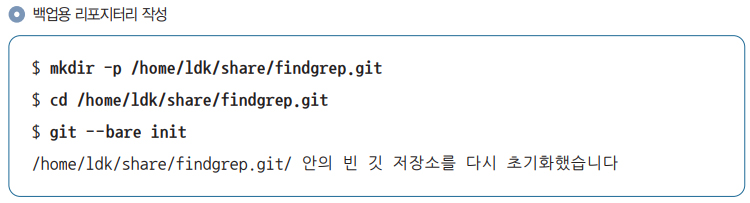 백업용 리포지터리 작성
$ mkdir -p /home/ldk/share/findgrep.git
$ cd /home/ldk/share/findgrep.git
$ git --bare init
/home/ldk/share/findgrep.git/ 안의 빈 깃 저장소를 다시 초기화했습니다